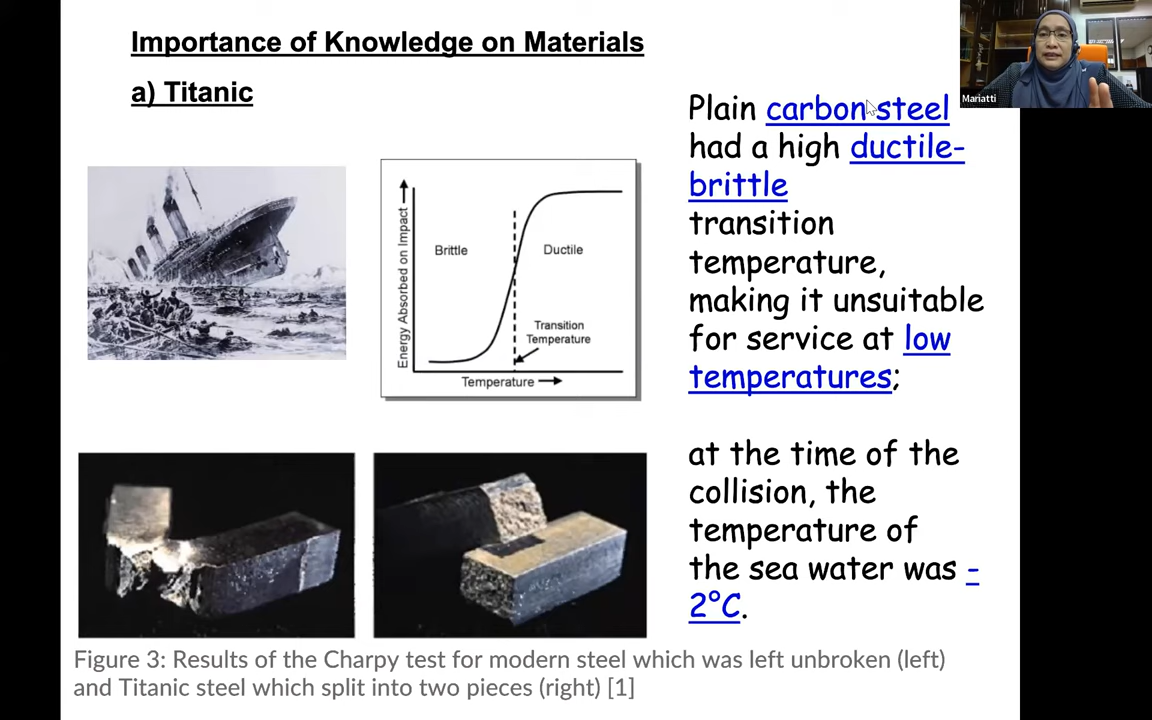 Importance of Knowledge on Materials
a) Titanic
Mariatti
Plain carbon steel
had a high ductile-
brittle
transition
temperature,
making it unsuitable
for service at low
temperatures;
at the time of the
collision, the
temperature of
the sea water was -
2°C.
Energy Absorbed on Impact
Brittle
Ductile
Transition
Temperature
Temperature
Figure 3: Results of the Charpy test for modern steel which was left unbroken (left)
and Titanic steel which split into two pieces (right) [1]